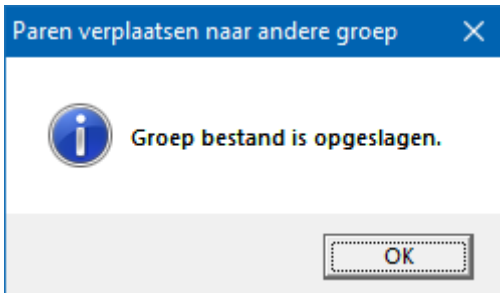 Paren verplaatsen naar andere groep
Groep bestand is opgeslagen.
OK